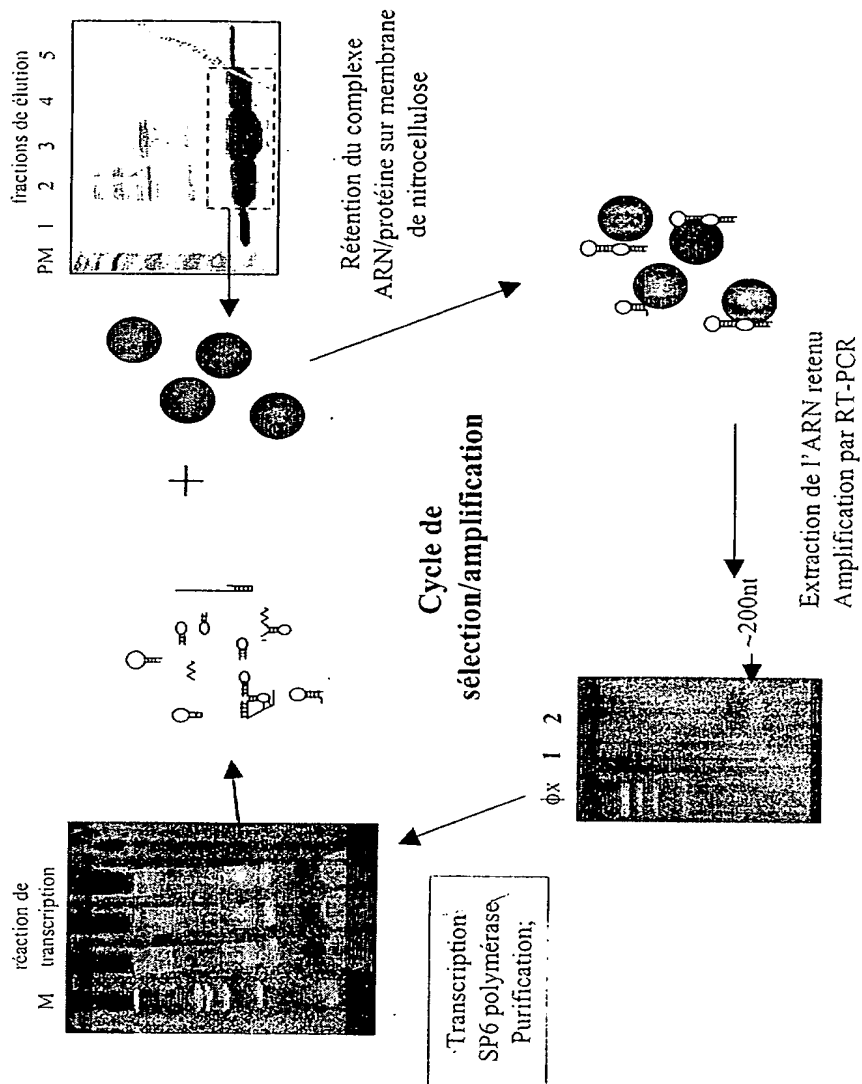 réaction de
M transcription
fractions de élution
PM 1 2 3 4 5
+
Rétention du complexe
ARN/protéine sur membrane
de nitrocellulose
Cycle de
sélection/amplification
Transcription
SP6 polymérase
Purification;
φx 1 2
~200nt
Extraction de l'ARN retenu
Amplification par RT-PCR